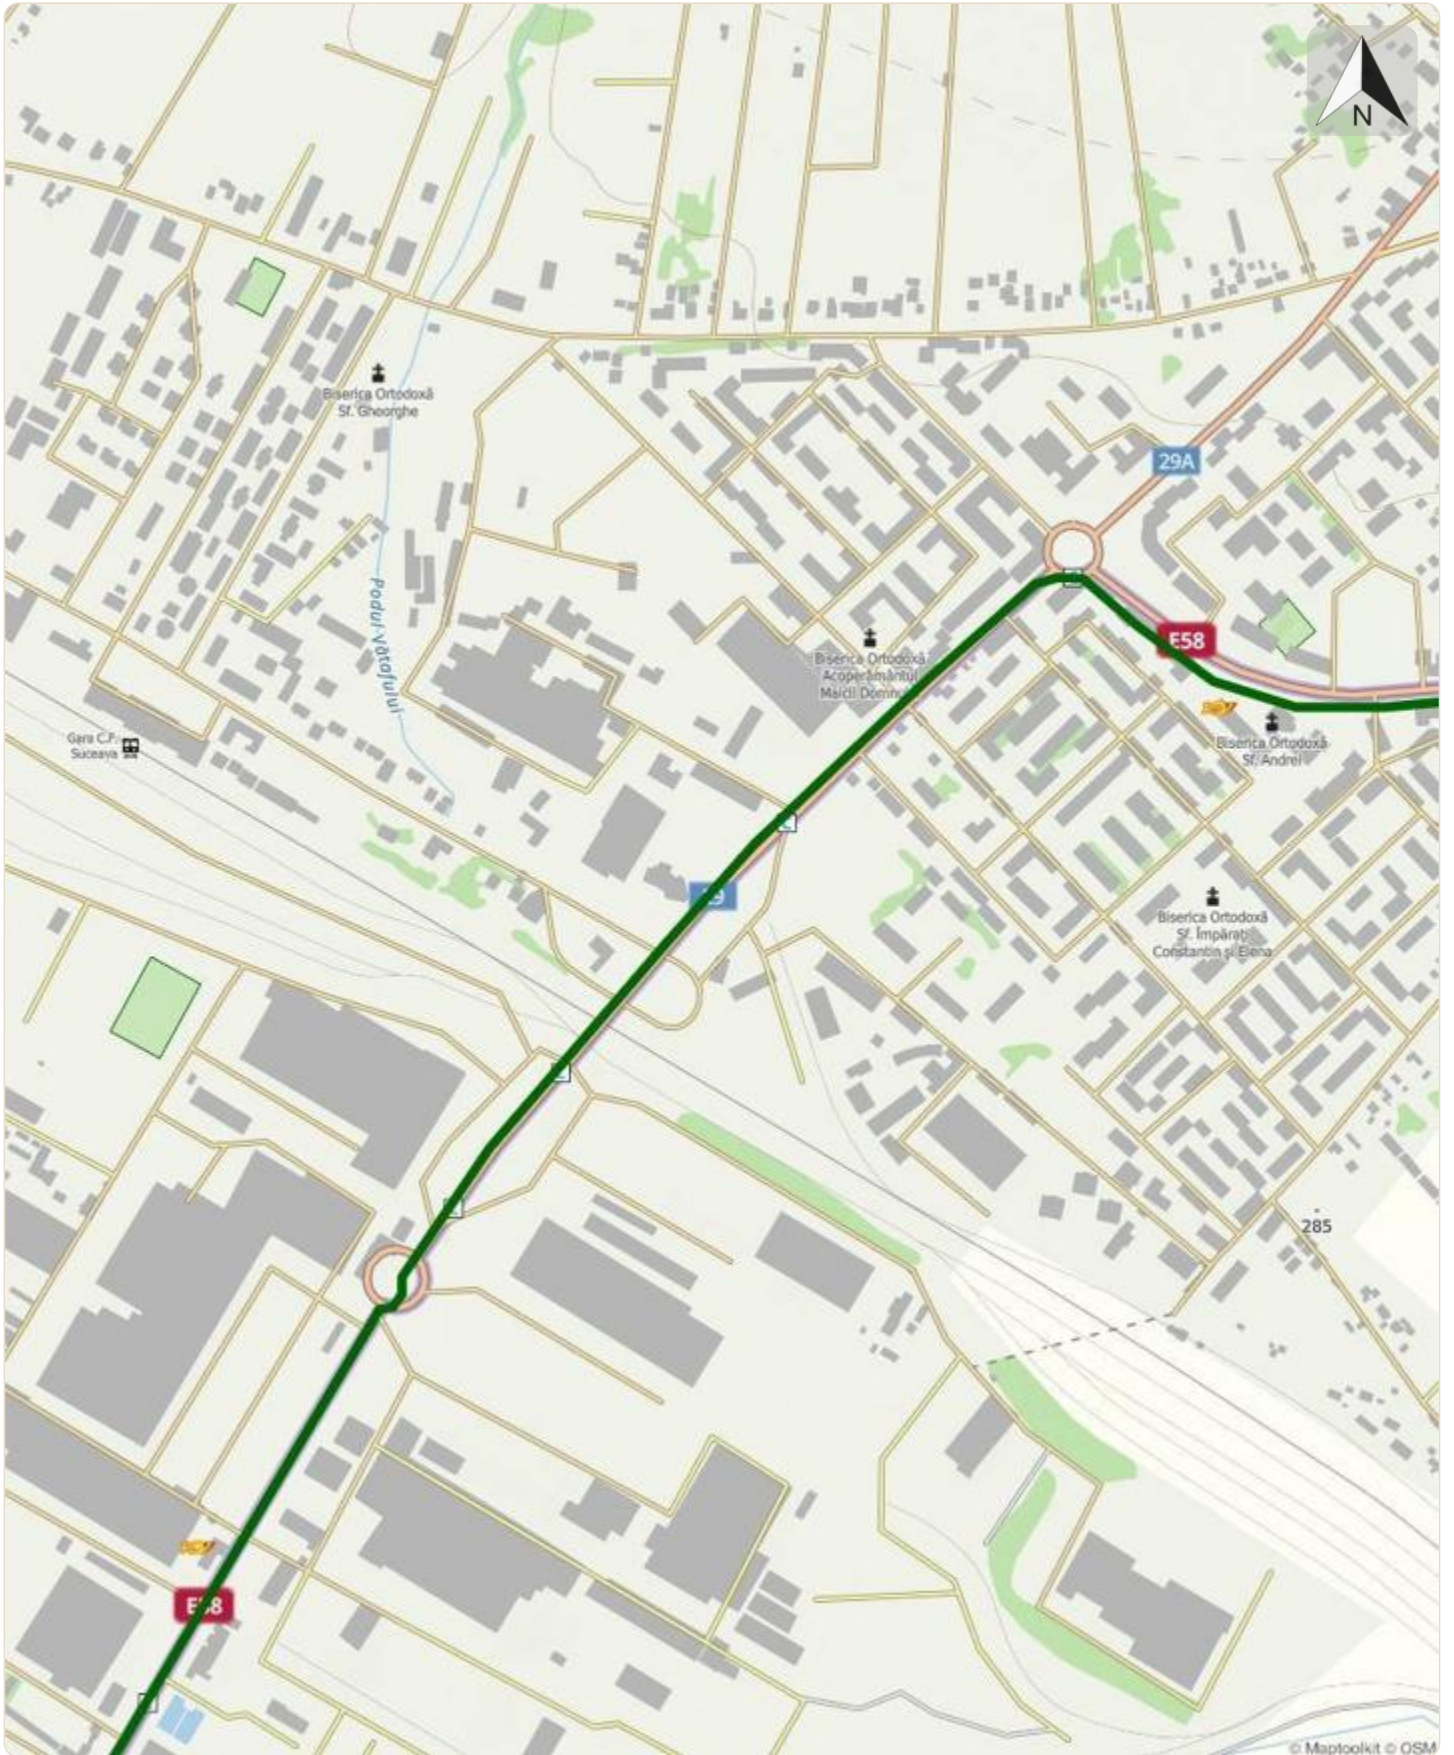 N
Biserica Ortodoxă
Sf. Gheorghe
29A
Podul Vătafului
E58
Biserica Ortodoxă
Acoperământul
Maicii
Gara C.F.
Suceava
Biserica Ortodoxă
Sf. Andrei
Biserica Ortodoxă
Sf. Împărați
Constantin și Elena
285
E58
© Maptoolkit © OSM